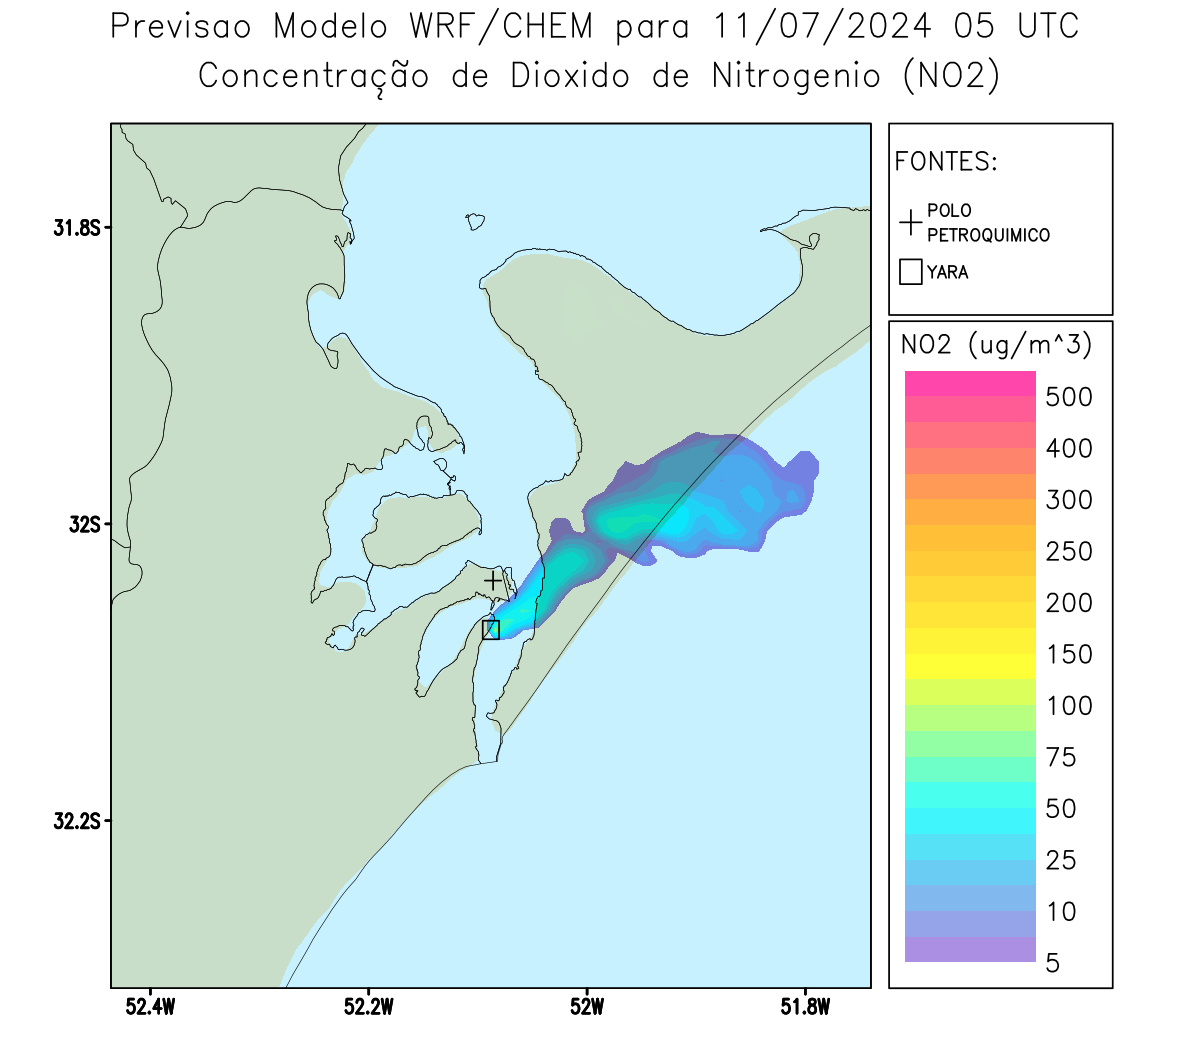 Previsao Modelo WRF/CHEM para 11/07/2024 05 UTC
Concentração de Dioxido de Nitrogenio (NO2)
FONTES:
POLO
PETROQUIMICO
YARA
31.8S
32S
32.2S
52.4W
52.2W
52W
51.8W
NO2 (ug/m^3)
500
400
300
250
200
150
100
75
50
25
10
5